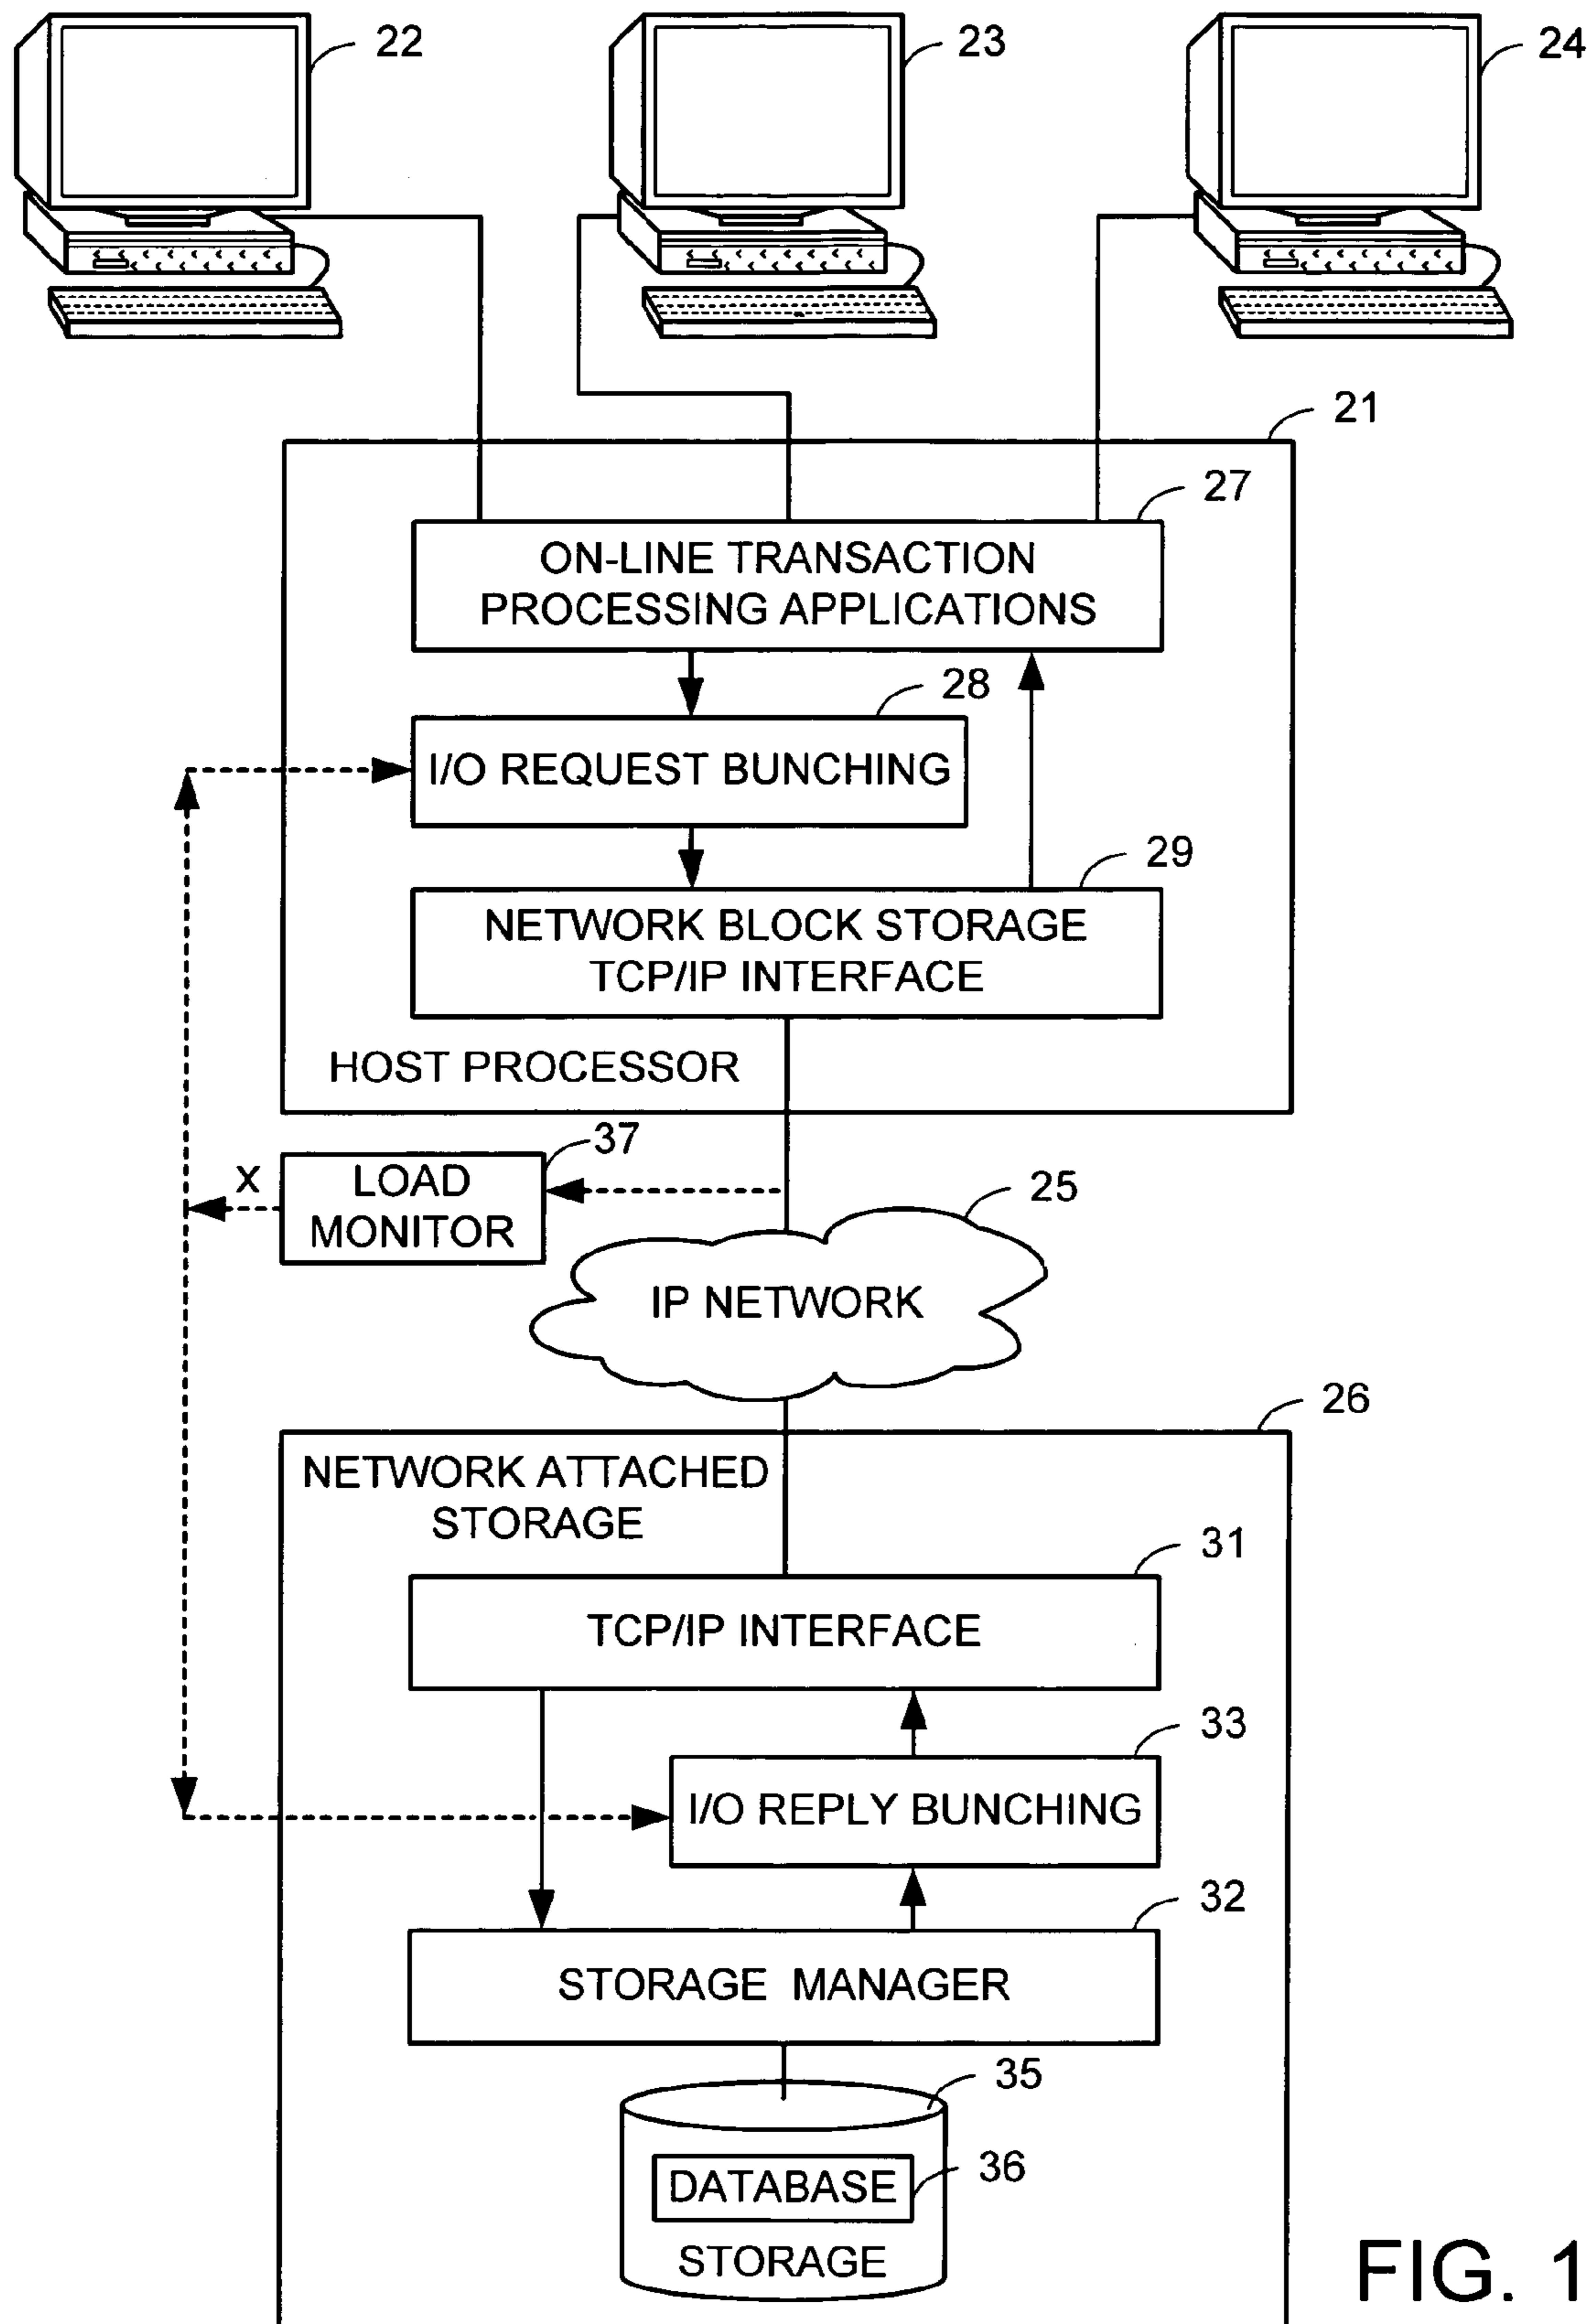 22
23
24
21
27
ON-LINE TRANSACTION
PROCESSING APPLICATIONS
28
I/O REQUEST BUNCHING
29
NETWORK BLOCK STORAGE
TCP/IP INTERFACE
HOST PROCESSOR
37
X
LOAD
MONITOR
25
IP NETWORK
26
NETWORK ATTACHED
STORAGE
31
TCP/IP INTERFACE
33
I/O REPLY BUNCHING
32
STORAGE MANAGER
35
DATABASE
36
STORAGE
FIG. 1